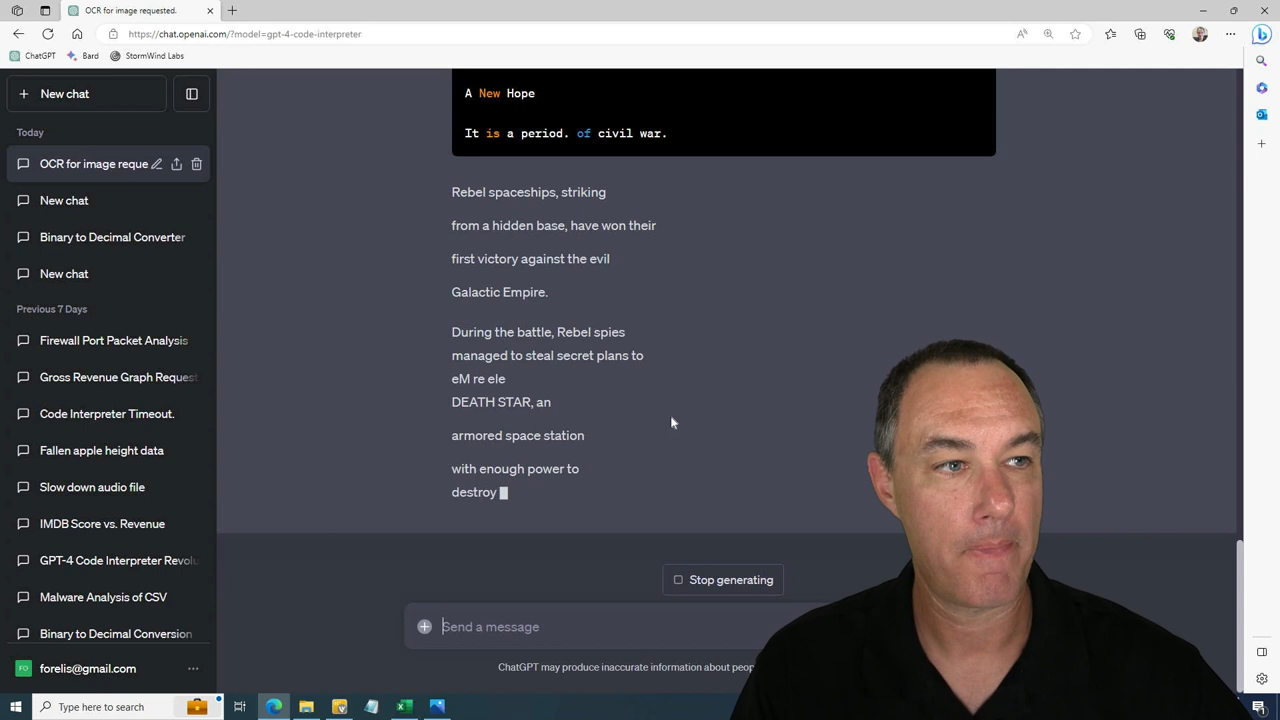 OCR for image requested.
https://chat.openai.com/?model=gpt-4-code-interpreter
ChatGPT
Bard
StormWind Labs
New chat
Today
OCR for image reque
New chat
Binary to Decimal Converter
New chat
Previous 7 Days
Firewall Port Packet Analysis
Gross Revenue Graph Request
Code Interpreter Timeout.
Fallen apple height data
Slow down audio file
IMDB Score vs. Revenue
GPT-4 Code Interpreter Revolu
Malware Analysis of CSV
Binary to Decimal Conversion
FO forelis@gmail.com
A New Hope
It is a period. of civil war.
Rebel spaceships, striking
from a hidden base, have won their
first victory against the evil
Galactic Empire.
During the battle, Rebel spies
managed to steal secret plans to
eM re ele
DEATH STAR, an
armored space station
with enough power to
destroy
Stop generating
Send a message
ChatGPT may produce inaccurate information about peop
Type here to search